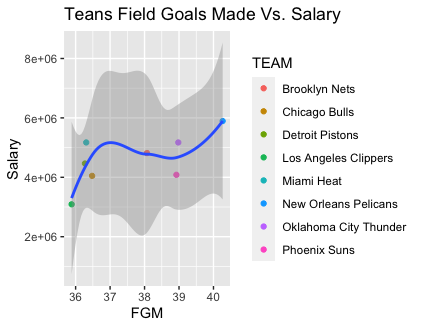 Teans Field Goals Made Vs. Salary
8e+06
6e+06
4e+06
2e+06
Salary
36 37 38 39 40
FGM
TEAM
Brooklyn Nets
Chicago Bulls
Detroit Pistons
Los Angeles Clippers
Miami Heat
New Orleans Pelicans
Oklahoma City Thunder
Phoenix Suns